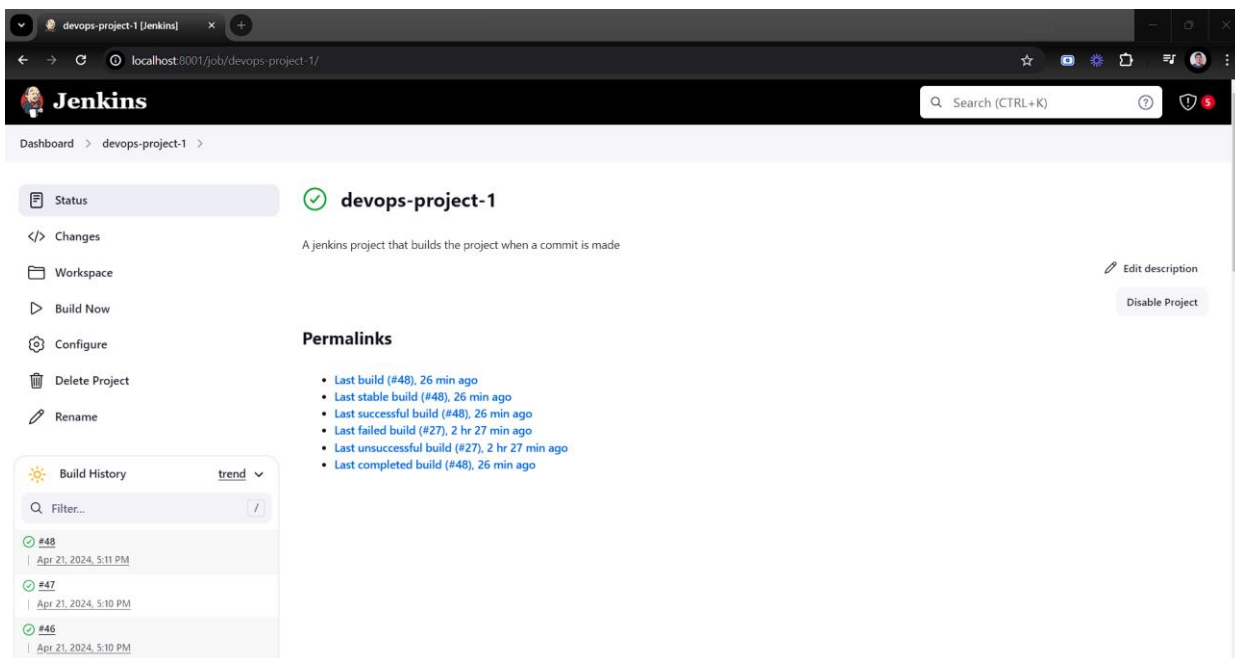 devops-project-1 [Jenkins]
localhost:8001/job/devops-project-1/
Jenkins
Search (CTRL+K)
5
Dashboard > devops-project-1 >
Status
Changes
Workspace
Build Now
Configure
Delete Project
Rename
devops-project-1
A jenkins project that builds the project when a commit is made
Edit description
Disable Project
Permalinks
Last build (#48), 26 min ago
Last stable build (#48), 26 min ago
Last successful build (#48), 26 min ago
Last failed build (#27), 2 hr 27 min ago
Last unsuccessful build (#27), 2 hr 27 min ago
Last completed build (#48), 26 min ago
Build History trend
Filter... /
#48
Apr 21, 2024, 5:11 PM
#47
Apr 21, 2024, 5:10 PM
#46
Apr 21, 2024, 5:10 PM